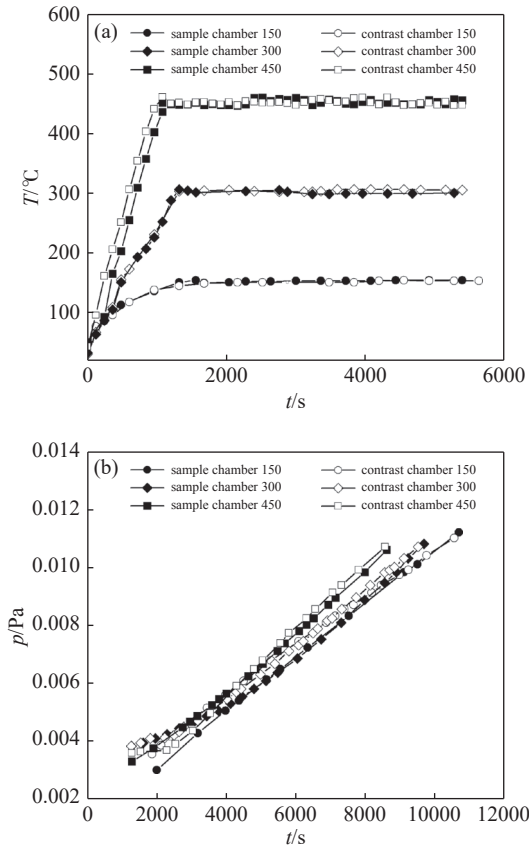 (a)
sample chamber 150
contrast chamber 150
sample chamber 300
contrast chamber 300
sample chamber 450
contrast chamber 450
600
500
400
300
200
100
T/°C
0
2000
4000
6000
t/s
(b)
sample chamber 150
contrast chamber 150
sample chamber 300
contrast chamber 300
sample chamber 450
contrast chamber 450
0.014
0.012
0.010
0.008
0.006
0.004
0.002
p/Pa
0
2000
4000
6000
8000
10000
12000
t/s